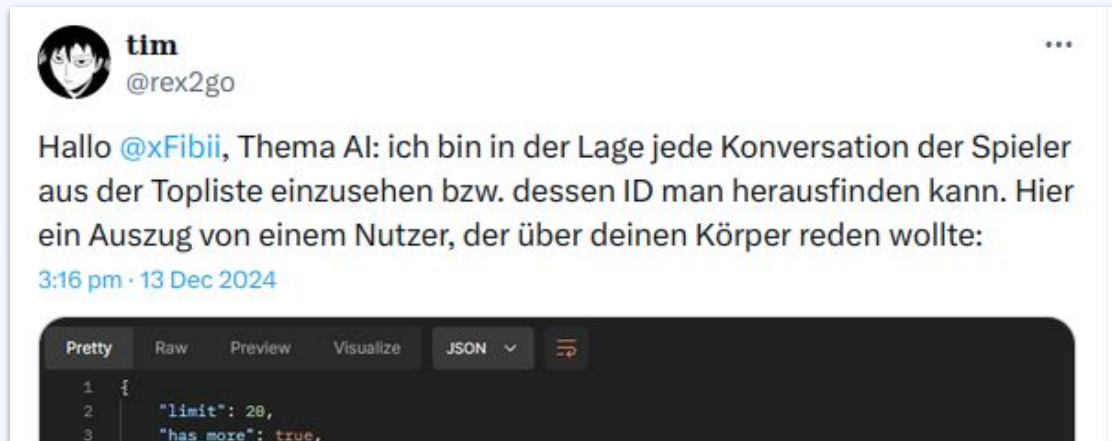 tim
@rex2go
Hallo @xFibii, Thema AI: ich bin in der Lage jede Konversation der Spieler
aus der Topliste einzusehen bzw. dessen ID man herausfinden kann. Hier
ein Auszug von einem Nutzer, der über deinen Körper reden wollte:
3:16 pm · 13 Dec 2024
Pretty Raw Preview Visualize JSON
1 {
2 "limit": 20,
3 "has_more": true,